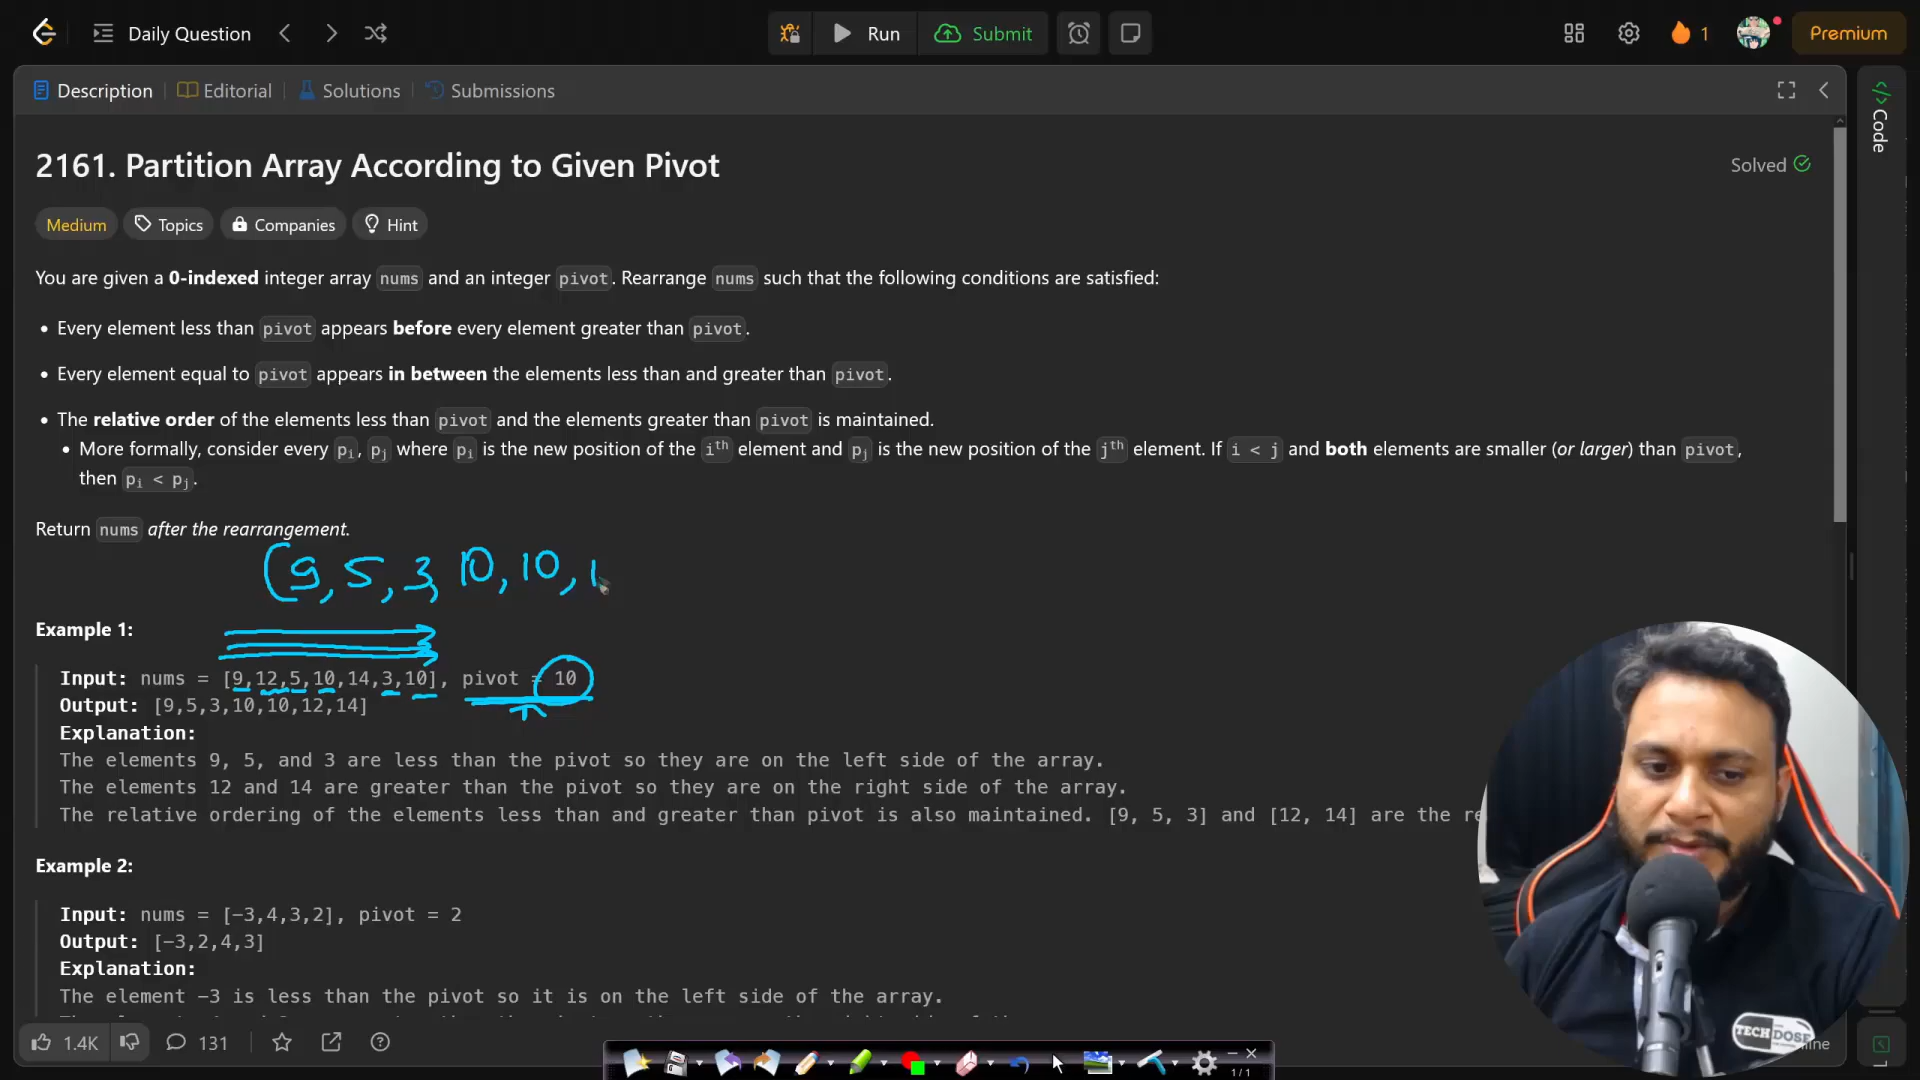 Daily Question
Run
Submit
1
Premium
Description
Editorial
Solutions
Submissions
Code
2161. Partition Array According to Given Pivot
Solved
Medium
Topics
Companies
Hint
You are given a 0-indexed integer array nums and an integer pivot. Rearrange nums such that the following conditions are satisfied:
• Every element less than pivot appears before every element greater than pivot.
• Every element equal to pivot appears in between the elements less than and greater than pivot.
• The relative order of the elements less than pivot and the elements greater than pivot is maintained.
• More formally, consider every pi, pj where pi is the new position of the ith element and pj is the new position of the jth element. If i < j and both elements are smaller (or larger) than pivot,
then pi < pj.
Return nums after the rearrangement.
(9, 5, 3, 10, 10, 1
Example 1:
Input: nums = [9,12,5,10,14,3,10], pivot = 10
Output: [9,5,3,10,10,12,14]
Explanation:
The elements 9, 5, and 3 are less than the pivot so they are on the left side of the array.
The elements 12 and 14 are greater than the pivot so they are on the right side of the array.
The relative ordering of the elements less than and greater than pivot is also maintained. [9, 5, 3] and [12, 14] are the re
Example 2:
Input: nums = [-3,4,3,2], pivot = 2
Output: [-3,2,4,3]
Explanation:
The element -3 is less than the pivot so it is on the left side of the array.
1.4K
131
TECH DOSE
line
1/1